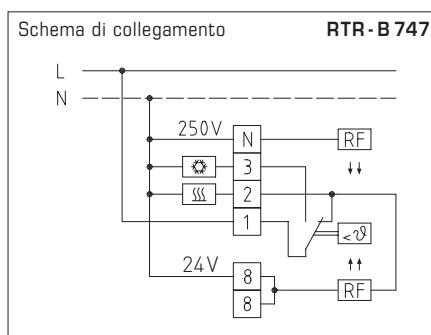 Schema di collegamento RTR-B 747
L
N
250V N RF
3
2
1 <ϑ
24V 8
8 RF